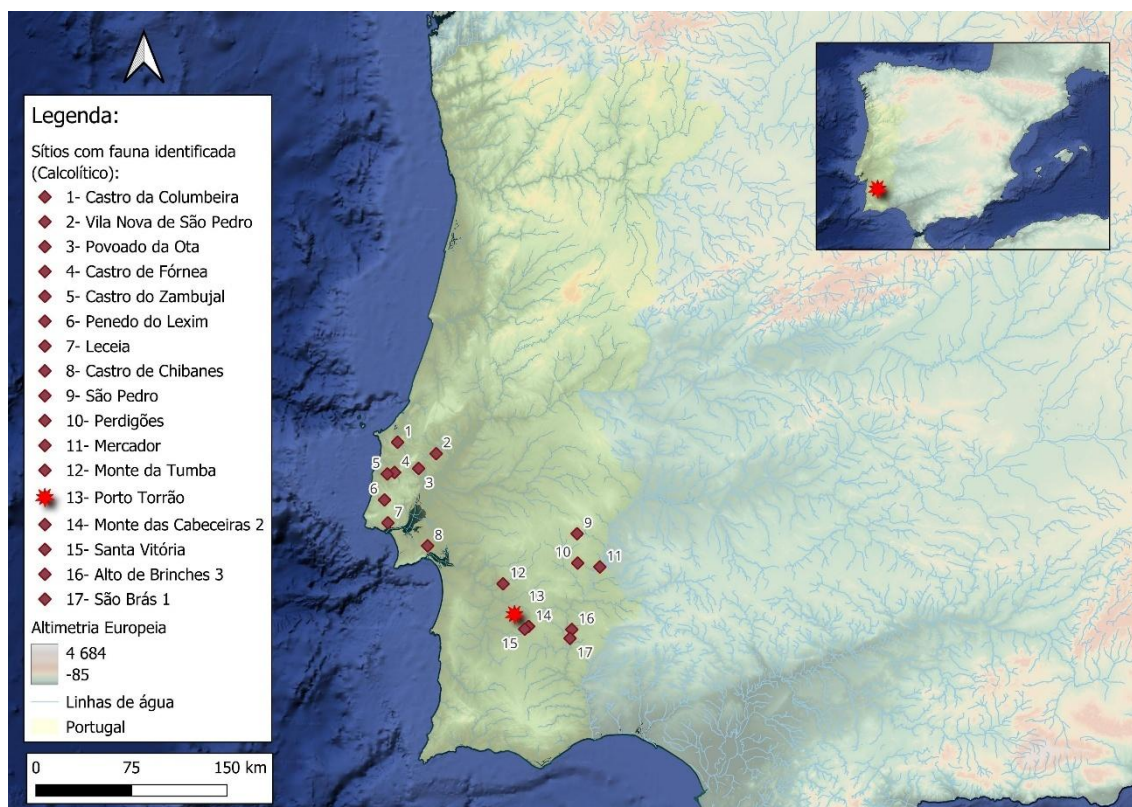 Legenda:
Sítios com fauna identificada
(Calcolítico):
1- Castro da Columbeira
2- Vila Nova de São Pedro
3- Povoado da Ota
4- Castro de Fórnea
5- Castro do Zambujal
6- Penedo do Lexim
7- Leceia
8- Castro de Chibanes
9- São Pedro
10- Perdigões
11- Mercador
12- Monte da Tumba
13- Porto Torrão
14- Monte das Cabeceiras 2
15- Santa Vitória
16- Alto de Brinches 3
17- São Brás 1
Altimetria Europeia
4 684
-85
Linhas de água
Portugal
0 75 150 km
1
2
3
4
5
6
7
8
9
10
11
12
13
14
15
16
17